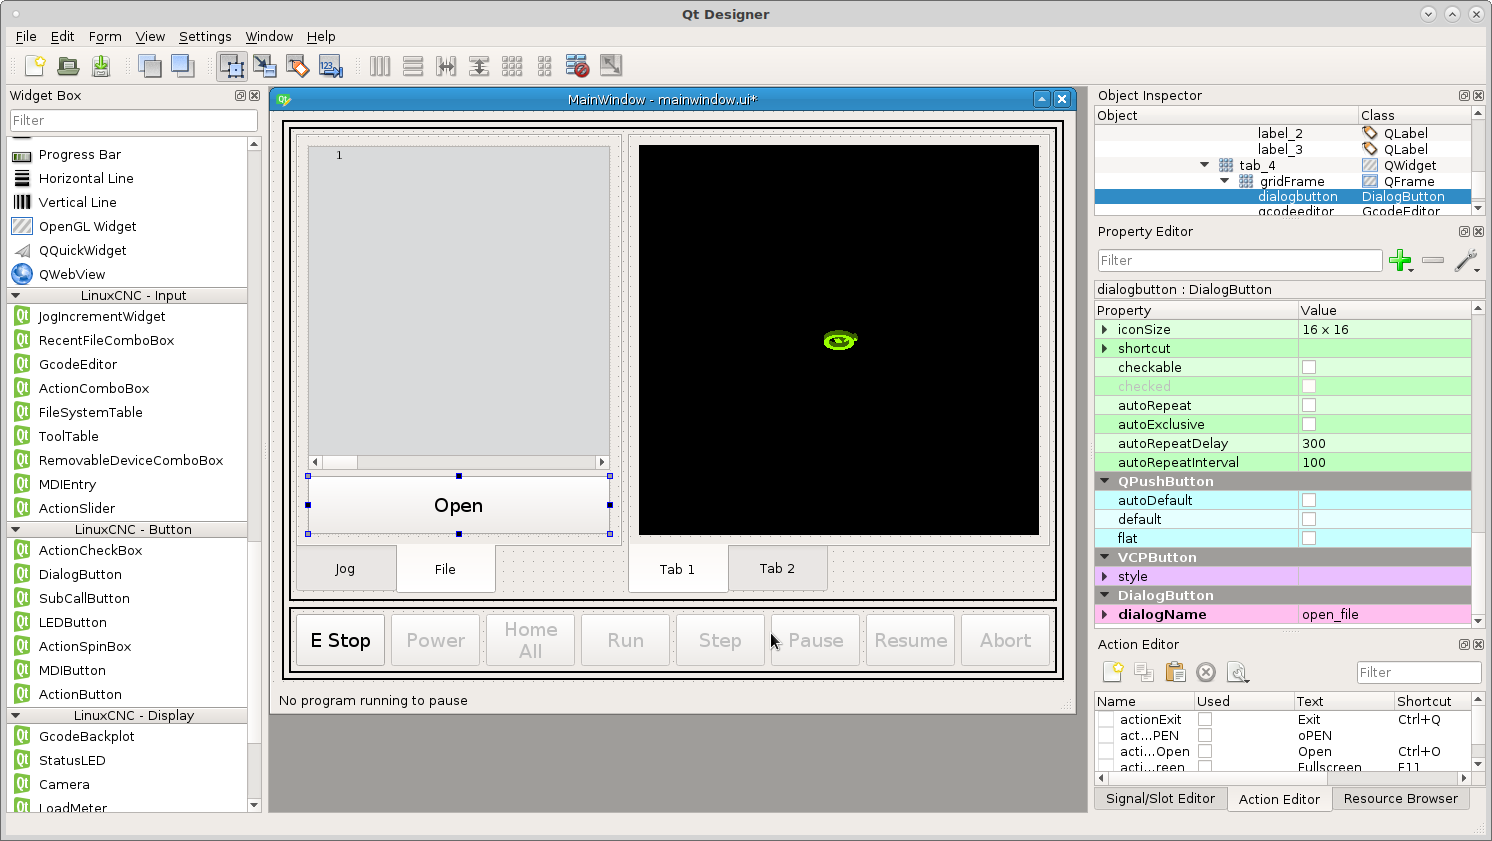 Qt Designer
File Edit Form View Settings Window Help
Widget Box
Filter
Progress Bar
Horizontal Line
Vertical Line
OpenGL Widget
QQuickWidget
QWebView
LinuxCNC - Input
JogIncrementWidget
RecentFileComboBox
GcodeEditor
ActionComboBox
FileSystemTable
ToolTable
RemovableDeviceComboBox
MDIEntry
ActionSlider
LinuxCNC - Button
ActionCheckBox
DialogButton
SubCallButton
LEDButton
ActionSpinBox
MDIButton
ActionButton
LinuxCNC - Display
GcodeBackplot
StatusLED
Camera
LoadMeter
MainWindow - mainwindow.ui*
1
Open
Jog File
Tab 1 Tab 2
E Stop Power Home All Run Step Pause Resume Abort
No program running to pause
Object Inspector
Object Class
label_2 QLabel
label_3 QLabel
tab_4 QWidget
gridFrame QFrame
dialogbutton DialogButton
gcodeeditor GcodeEditor
Property Editor
Filter
dialogbutton : DialogButton
Property Value
iconSize 16 x 16
shortcut
checkable
checked
autoRepeat
autoExclusive
autoRepeatDelay 300
autoRepeatInterval 100
QPushButton
autoDefault
default
flat
VCPButton
style
DialogButton
dialogName open_file
Action Editor
Filter
Name Used Text Shortcut
actionExit Exit Ctrl+Q
act...PEN oPEN
acti...Open Open Ctrl+O
acti...reen Fullscreen F11
Signal/Slot Editor Action Editor Resource Browser